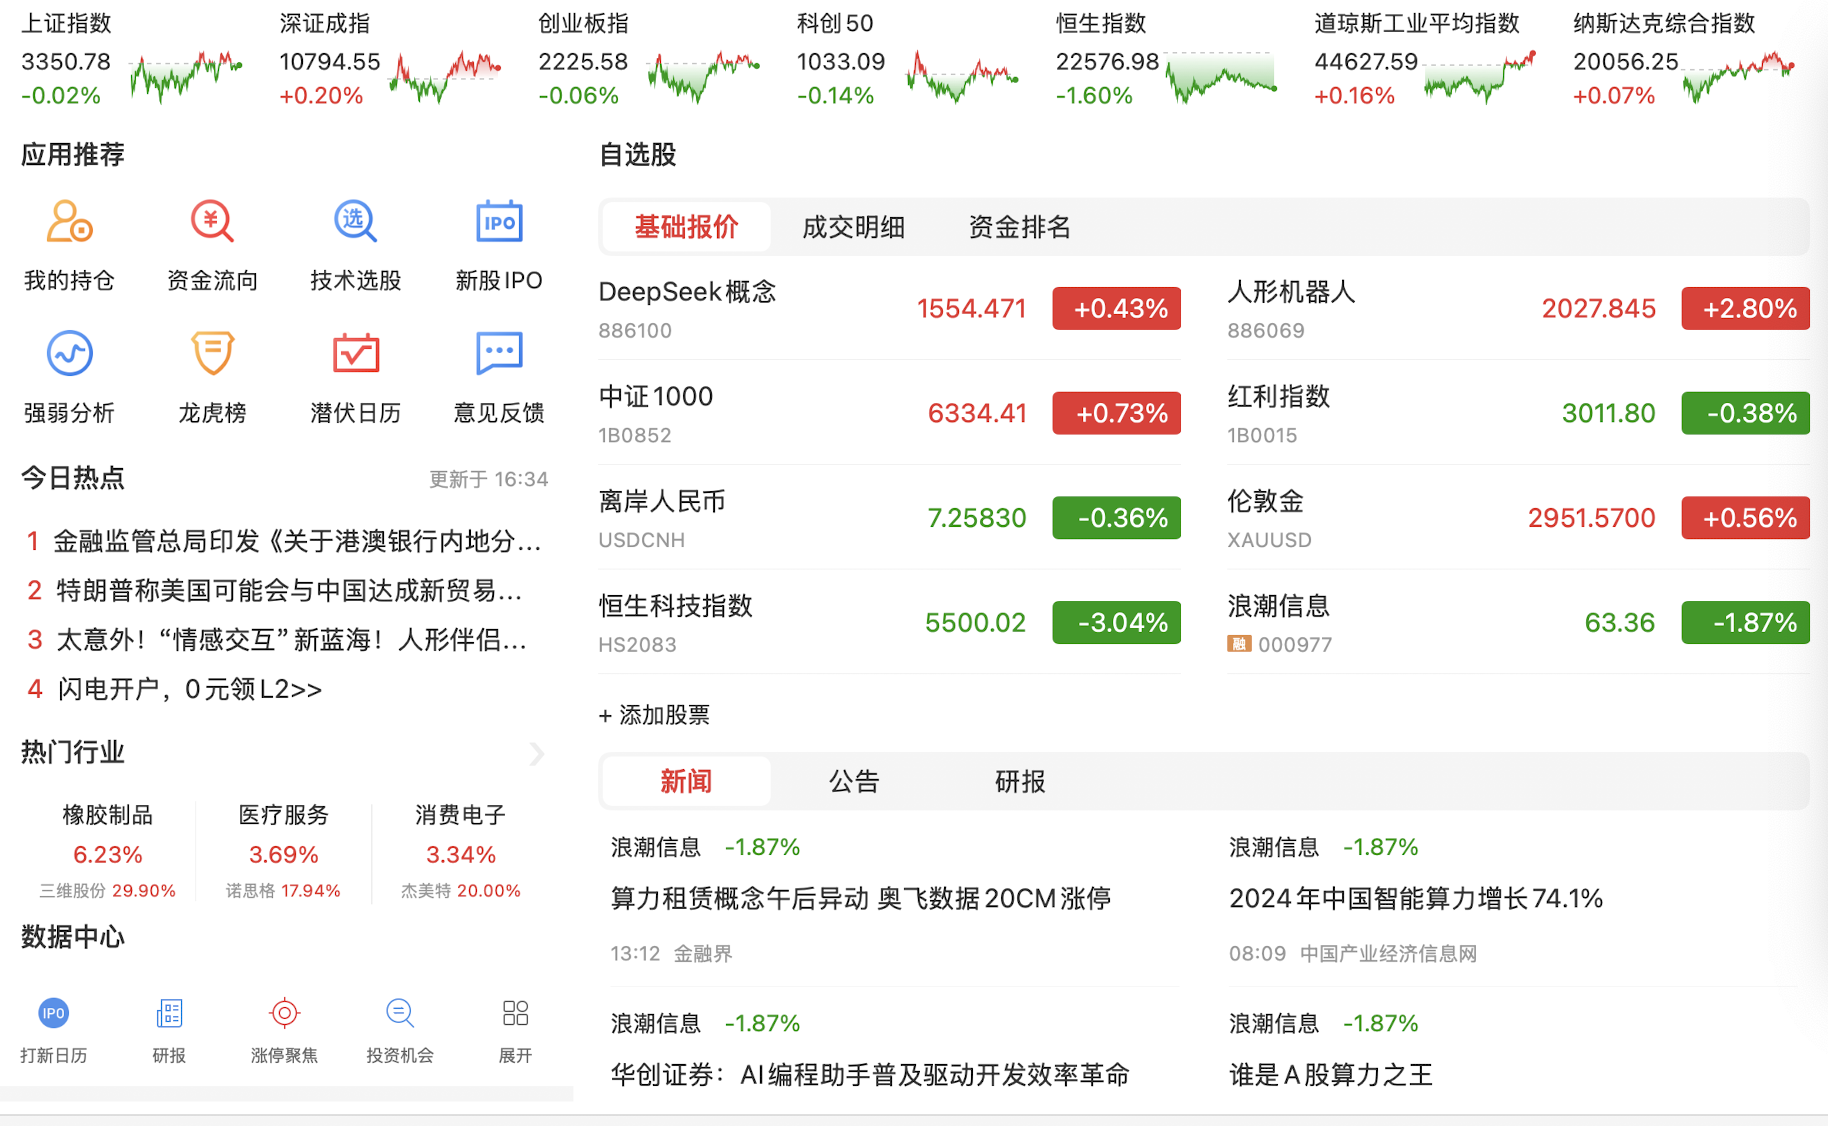 上证指数
3350.78
-0.02%
深证成指
10794.55
+0.20%
创业板指
2225.58
-0.06%
科创50
1033.09
-0.14%
恒生指数
22576.98
-1.60%
道琼斯工业平均指数
44627.59
+0.16%
纳斯达克综合指数
20056.25
+0.07%
应用推荐
我的持仓
¥
资金流向
选
技术选股
IPO
新股IPO
强弱分析
龙虎榜
潜伏日历
意见反馈
今日热点
更新于 16:34
1 金融监管总局印发《关于港澳银行内地分...
2 特朗普称美国可能会与中国达成新贸易...
3 太意外！“情感交互”新蓝海！人形伴侣...
4 闪电开户，0元领L2>>
热门行业
橡胶制品
6.23%
三维股份 29.90%
医疗服务
3.69%
诺思格 17.94%
消费电子
3.34%
杰美特 20.00%
数据中心
IPO
打新日历
研报
涨停聚焦
投资机会
展开
自选股
基础报价 成交明细 资金排名
DeepSeek概念
886100
1554.471
+0.43%
人形机器人
886069
2027.845
+2.80%
中证1000
1B0852
6334.41
+0.73%
红利指数
1B0015
3011.80
-0.38%
离岸人民币
USDCNH
7.25830
-0.36%
伦敦金
XAUUSD
2951.5700
+0.56%
恒生科技指数
HS2083
5500.02
-3.04%
浪潮信息
融 000977
63.36
-1.87%
+ 添加股票
新闻 公告 研报
浪潮信息 -1.87%
算力租赁概念午后异动 奥飞数据20CM涨停
13:12 金融界
浪潮信息 -1.87%
2024年中国智能算力增长74.1%
08:09 中国产业经济信息网
浪潮信息 -1.87%
华创证券：AI编程助手普及驱动开发效率革命
浪潮信息 -1.87%
谁是A股算力之王